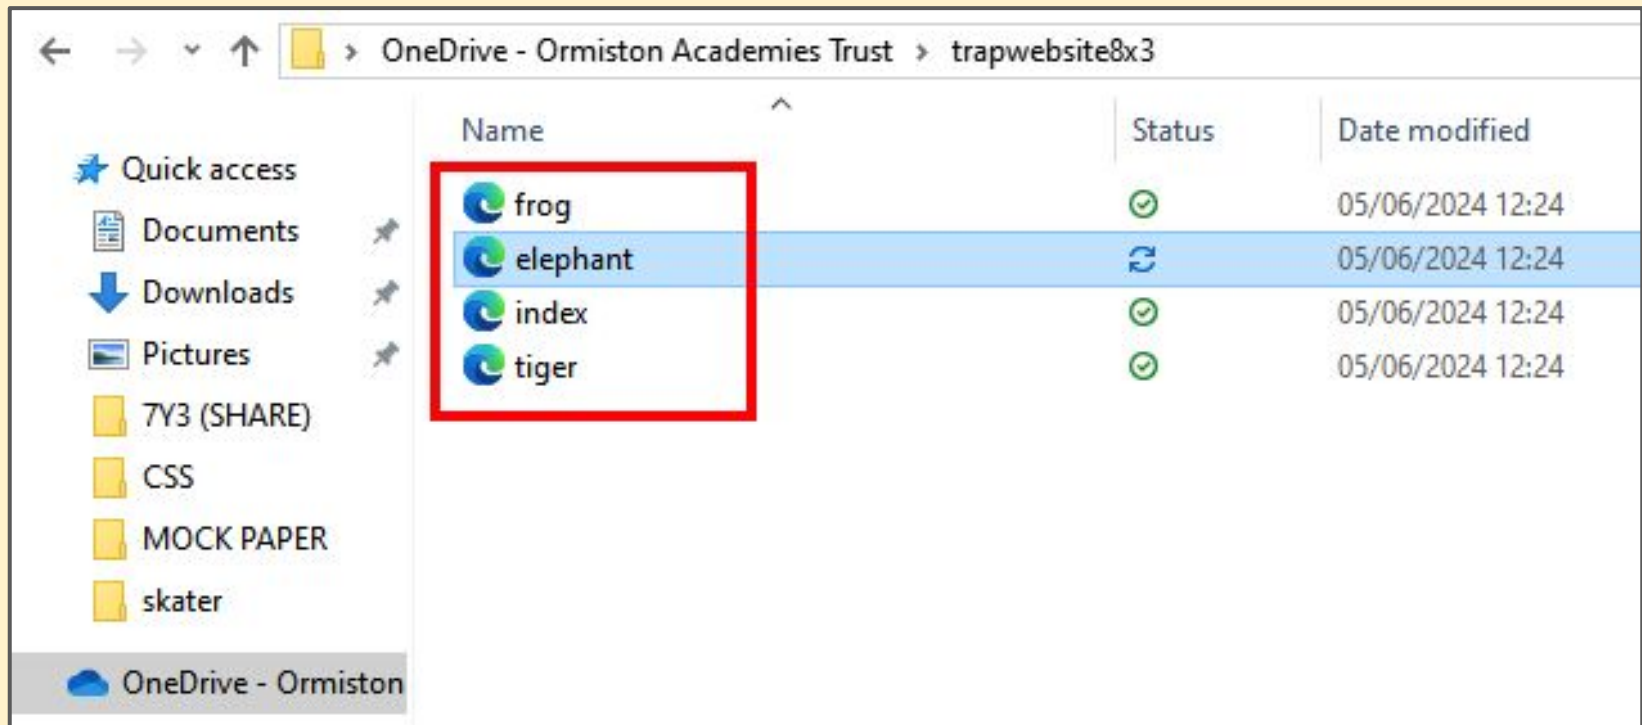 OneDrive - Ormiston Academies Trust > trapwebsite8x3
Name Status Date modified
Quick access
Documents
Downloads
Pictures
7Y3 (SHARE)
CSS
MOCK PAPER
skater
OneDrive - Ormiston
frog 05/06/2024 12:24
elephant 05/06/2024 12:24
index 05/06/2024 12:24
tiger 05/06/2024 12:24